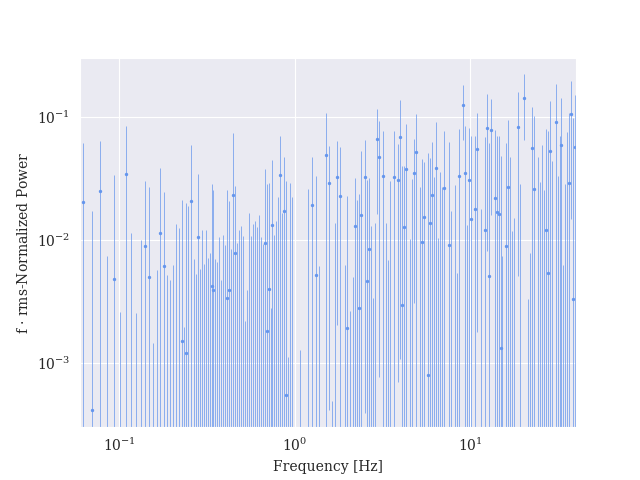 f · rms-Normalized Power
10⁻¹
10⁻²
10⁻³
10⁻¹ 10⁰ 10¹
Frequency [Hz]